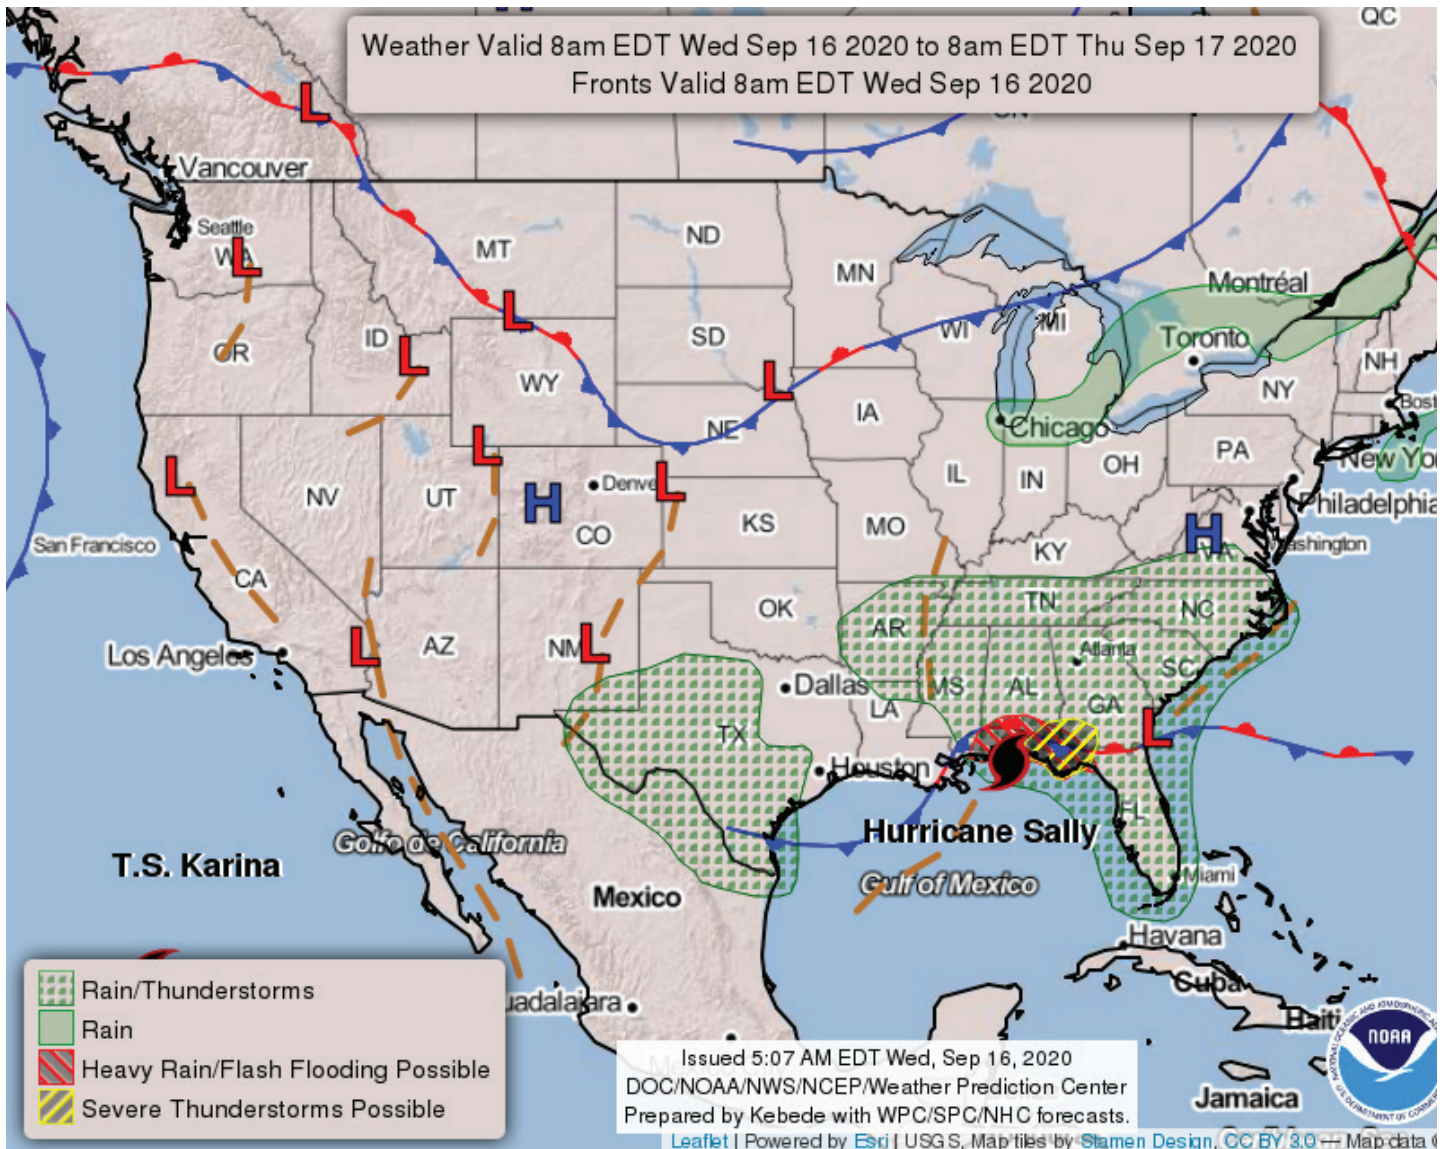 QC
Weather Valid 8am EDT Wed Sep 16 2020 to 8am EDT Thu Sep 17 2020
Fronts Valid 8am EDT Wed Sep 16 2020
L
Vancouver
Seattle
WA
L
MT
ND
MN
Montréal
OR
ID
L
L
SD
WI
MI
Toronto
NH
WY
L
NE
IA
NY
Boston
Chicago
L
L
L
NV
UT
H
Denver
CO
KS
MO
IL
IN
OH
PA
New Yo
Philadelphia
San Francisco
CA
KY
H
VA
Washington
Los Angeles
L
AZ
NM
L
OK
AR
TN
NC
Atlanta
SC
Dallas
LA
MS
AL
GA
L
TX
Houston
Hurricane Sally
FL
Golfo de California
T.S. Karina
Gulf of Mexico
Miami
Mexico
Havana
Cuba
Haiti
uadalajara
Rain/Thunderstorms
Rain
Heavy Rain/Flash Flooding Possible
Severe Thunderstorms Possible
NOAA
Jamaica
Issued 5:07 AM EDT Wed, Sep 16, 2020
DOC/NOAA/NWS/NCEP/Weather Prediction Center
Prepared by Kebede with WPC/SPC/NHC forecasts.
Leaflet | Powered by Esri | USGS, Map tiles by Stamen Design, CC BY 3.0 — Map data ©